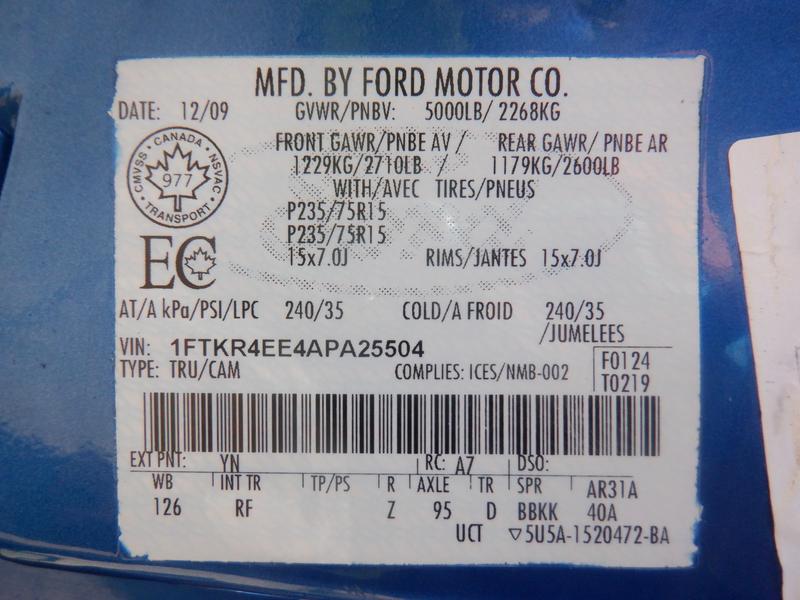 MFD. BY FORD MOTOR CO.
DATE: 12/09 GVWR/PNBV: 5000LB/ 2268KG
FRONT GAWR/PNBE AV / REAR GAWR/ PNBE AR
1229KG/2710LB / 1179KG/2600LB
WITH/AVEC TIRES/PNEUS
CMVSS · CANADA · NSVAC · TRANSPORT ·
977
P235/75R15
P235/75R15
15x7.0J RIMS/JANTES 15x7.0J
EC
AT/A kPa/PSI/LPC 240/35 COLD/A FROID 240/35
/JUMELEES
VIN: 1FTKR4EE4APA25504
F0124
TYPE: TRU/CAM COMPLIES: ICES/NMB-002
T0219
EXT PNT: YN RC: A7 DSO:
WB INT TR TP/PS R AXLE TR SPR AR31A
126 RF Z 95 D BBKK 40A
UCT ▽5U5A-1520472-BA